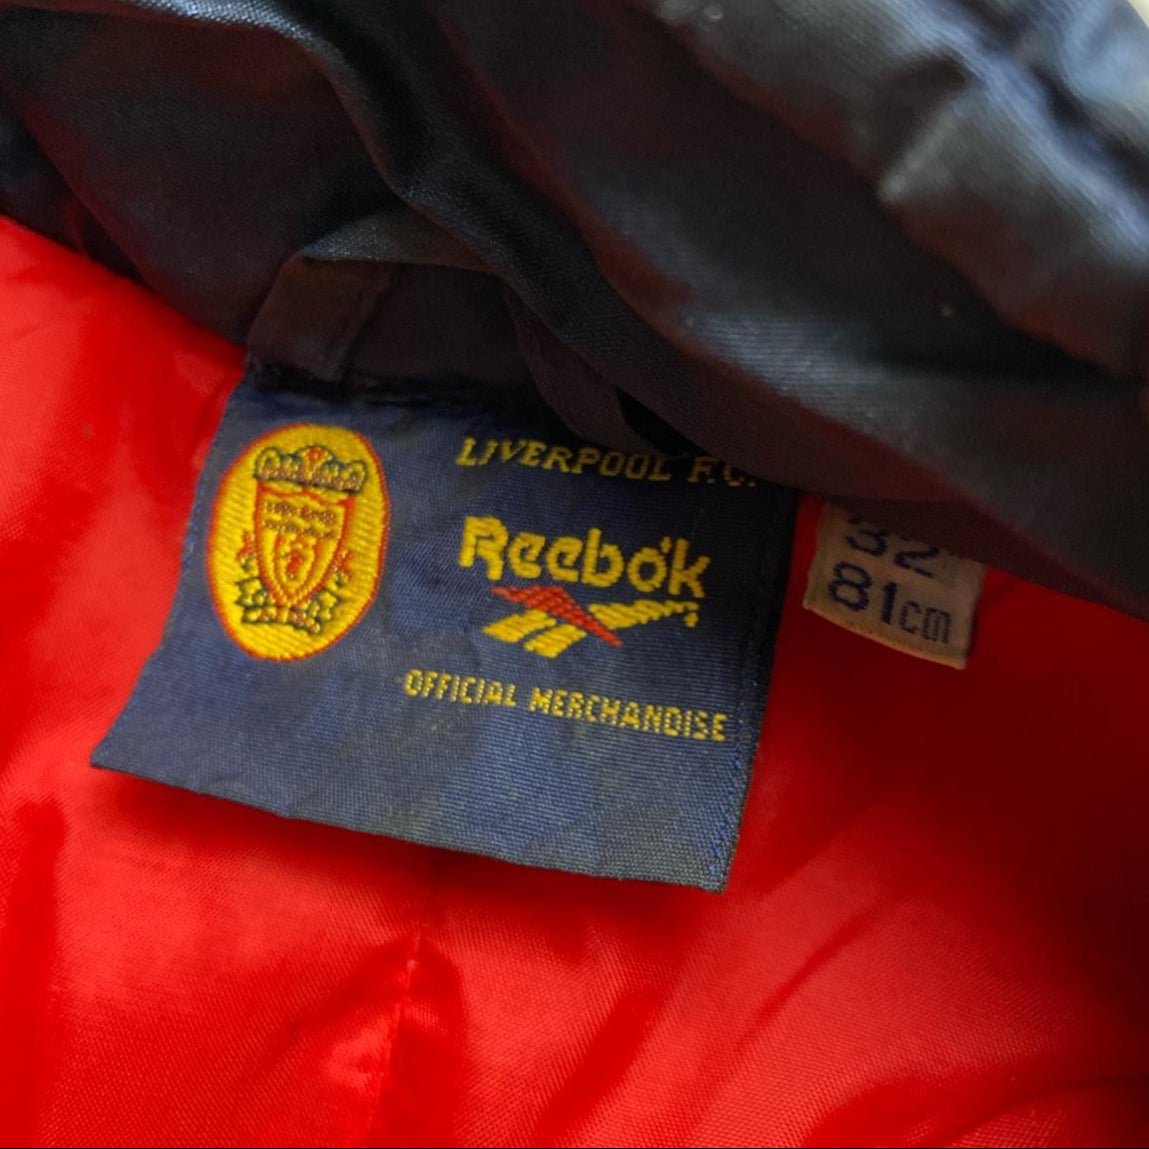 LIVERPOOL F.C.
Reebok
OFFICIAL MERCHANDISE
32"
81cm